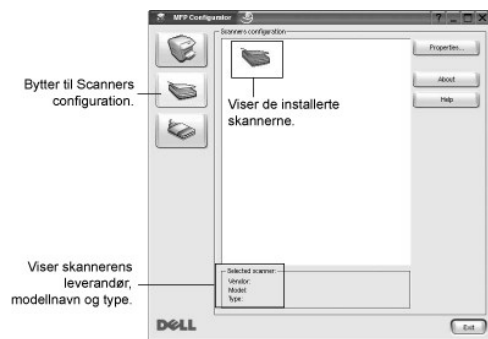 MFP Configurator
Scanners configuration
Properties...
About
Help
Bytter til Scanners
configuration.
Viser de installerte
skannerne.
Viser skannerens
leverandør,
modellnavn og type.
Selected scanner:
Vendor:
Model:
Type:
DELL
Exit